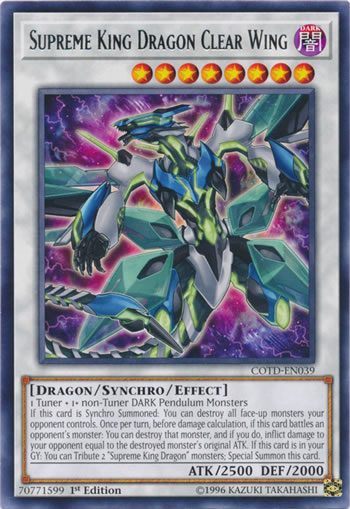 SUPREME KING DRAGON CLEAR WING
DARK
闇
COTD-EN039
[DRAGON/SYNCHRO/EFFECT]
1 Tuner + 1+ non-Tuner DARK Pendulum Monsters
If this card is Synchro Summoned: You can destroy all face-up monsters your
opponent controls. Once per turn, before damage calculation, if this card battles
an opponent's monster: You can destroy that monster, and if you do, inflict damage to
your opponent equal to the destroyed monster's original ATK. If this card is in your
GY: You can Tribute 2 "Supreme King Dragon" monsters; Special Summon this card.
ATK/2500 DEF/2000
70771599 1st Edition ©1996 KAZUKI TAKAHASHI